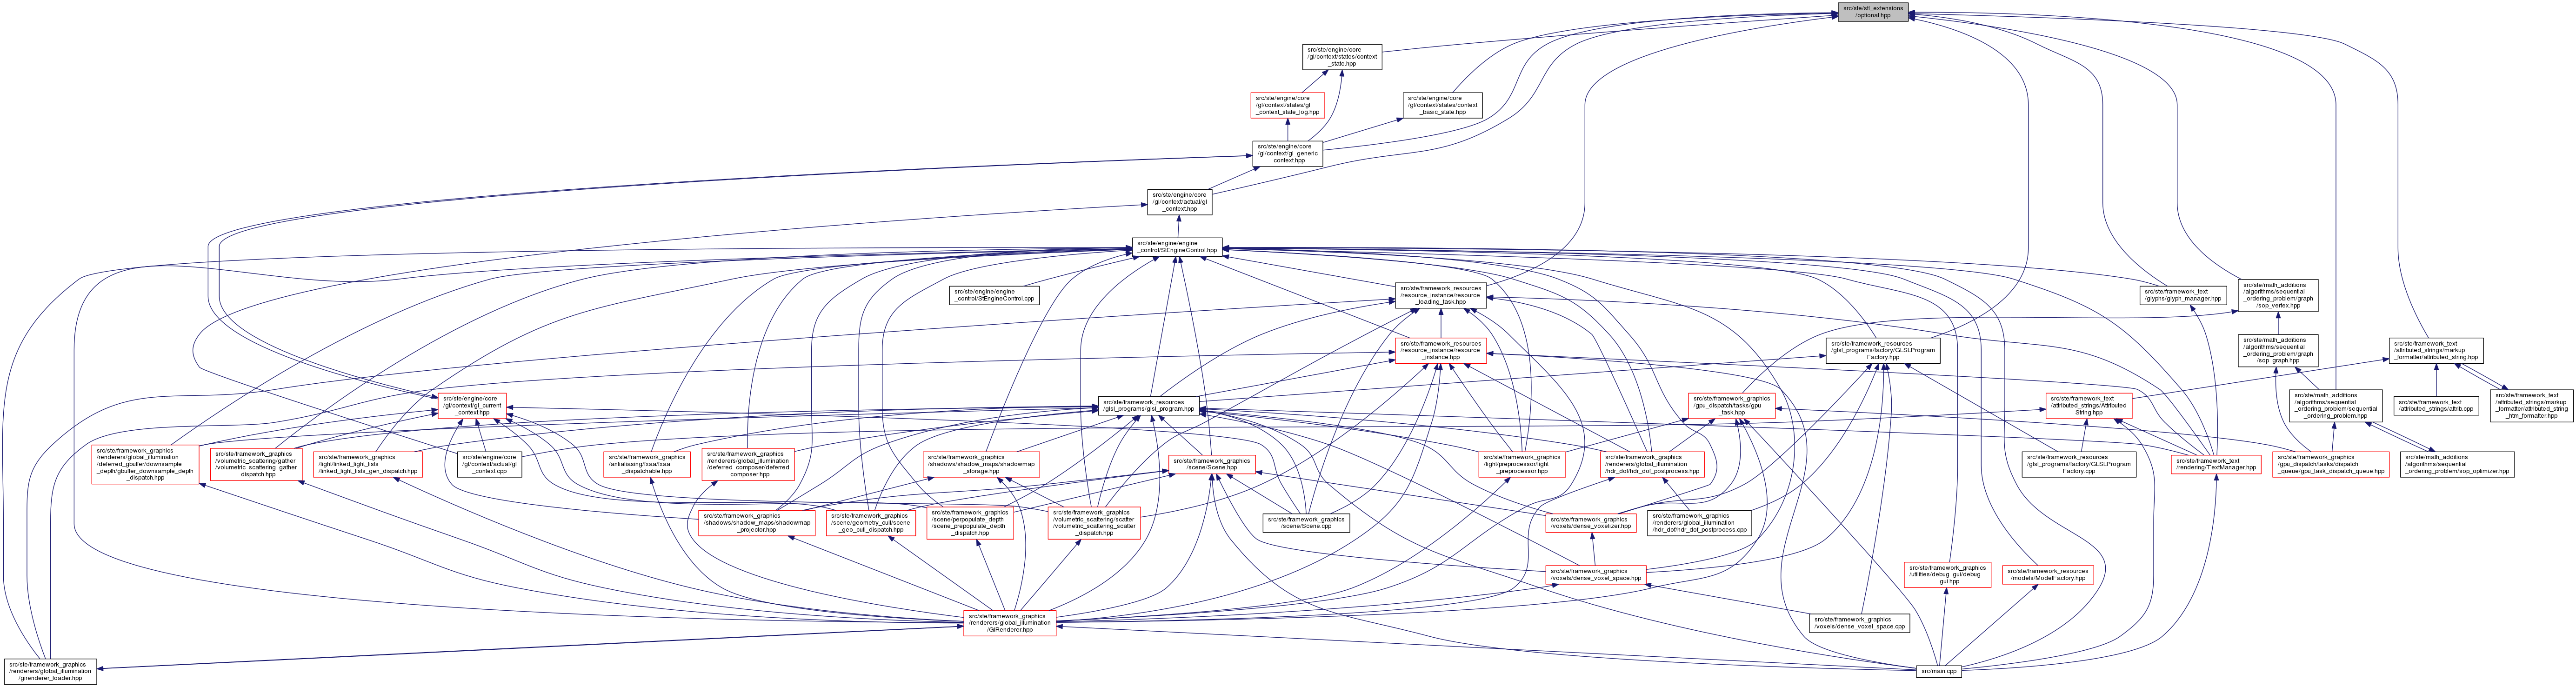 src/ste/stl_extensions
/optional.hpp
src/ste/engine/core
/gl/context/states/context
_state.hpp
src/ste/engine/core
/gl/context/states/gl
_context_state_log.hpp
src/ste/engine/core
/gl/context/states/context
_basic_state.hpp
src/ste/engine/core
/gl/context/gl_generic
_context.hpp
src/ste/engine/core
/gl/context/actual/gl
_context.hpp
src/ste/engine/engine
_control/StEngineControl.hpp
src/ste/engine/engine
_control/StEngineControl.cpp
src/ste/framework_resources
/resource_instance/resource
_loading_task.hpp
src/ste/framework_text
/glyphs/glyph_manager.hpp
src/ste/math_additions
/algorithms/sequential
_ordering_problem/graph
/sop_vertex.hpp
src/ste/framework_resources
/resource_instance/resource
_instance.hpp
src/ste/framework_resources
/glsl_programs/factory/GLSLProgram
Factory.hpp
src/ste/math_additions
/algorithms/sequential
_ordering_problem/graph
/sop_graph.hpp
src/ste/framework_text
/attributed_strings/markup
_formatter/attributed_string.hpp
src/ste/engine/core
/gl/context/gl_current
_context.hpp
src/ste/framework_resources
/glsl_programs/glsl_program.hpp
src/ste/framework_graphics
/gpu_dispatch/tasks/gpu
_task.hpp
src/ste/framework_text
/attributed_strings/Attributed
String.hpp
src/ste/math_additions
/algorithms/sequential
_ordering_problem/sequential
_ordering_problem.hpp
src/ste/framework_text
/attributed_strings/attrib.cpp
src/ste/framework_text
/attributed_strings/markup
_formatter/attributed_string
_htm_formatter.hpp
src/ste/framework_graphics
/renderers/global_illumination
/deferred_gbuffer/downsample
_depth/gbuffer_downsample_depth
_dispatch.hpp
src/ste/framework_graphics
/volumetric_scattering/gather
/volumetric_scattering_gather
_dispatch.hpp
src/ste/framework_graphics
/light/linked_light_lists
/linked_light_lists_gen_dispatch.hpp
src/ste/engine/core
/gl/context/actual/gl
_context.cpp
src/ste/framework_graphics
/antialiasing/fxaa/fxaa
_dispatchable.hpp
src/ste/framework_graphics
/renderers/global_illumination
/deferred_composer/deferred
_composer.hpp
src/ste/framework_graphics
/shadows/shadow_maps/shadowmap
_storage.hpp
src/ste/framework_graphics
/scene/Scene.hpp
src/ste/framework_graphics
/light/preprocessor/light
_preprocessor.hpp
src/ste/framework_graphics
/renderers/global_illumination
/hdr_dof/hdr_dof_postprocess.hpp
src/ste/framework_resources
/glsl_programs/factory/GLSLProgram
Factory.cpp
src/ste/framework_text
/rendering/TextManager.hpp
src/ste/framework_graphics
/gpu_dispatch/tasks/dispatch
_queue/gpu_task_dispatch_queue.hpp
src/ste/math_additions
/algorithms/sequential
_ordering_problem/sop_optimizer.hpp
src/ste/framework_graphics
/shadows/shadow_maps/shadowmap
_projector.hpp
src/ste/framework_graphics
/scene/geometry_cull/scene
_geo_cull_dispatch.hpp
src/ste/framework_graphics
/scene/perpopulate_depth
/scene_prepopulate_depth
_dispatch.hpp
src/ste/framework_graphics
/volumetric_scattering/scatter
/volumetric_scattering_scatter
_dispatch.hpp
src/ste/framework_graphics
/scene/Scene.cpp
src/ste/framework_graphics
/voxels/dense_voxelizer.hpp
src/ste/framework_graphics
/renderers/global_illumination
/hdr_dof/hdr_dof_postprocess.cpp
src/ste/framework_graphics
/voxels/dense_voxel_space.hpp
src/ste/framework_graphics
/utilities/debug_gui/debug
_gui.hpp
src/ste/framework_resources
/models/ModelFactory.hpp
src/ste/framework_graphics
/renderers/global_illumination
/GIRenderer.hpp
src/ste/framework_graphics
/voxels/dense_voxel_space.cpp
src/ste/framework_graphics
/renderers/global_illumination
/girenderer_loader.hpp
src/main.cpp